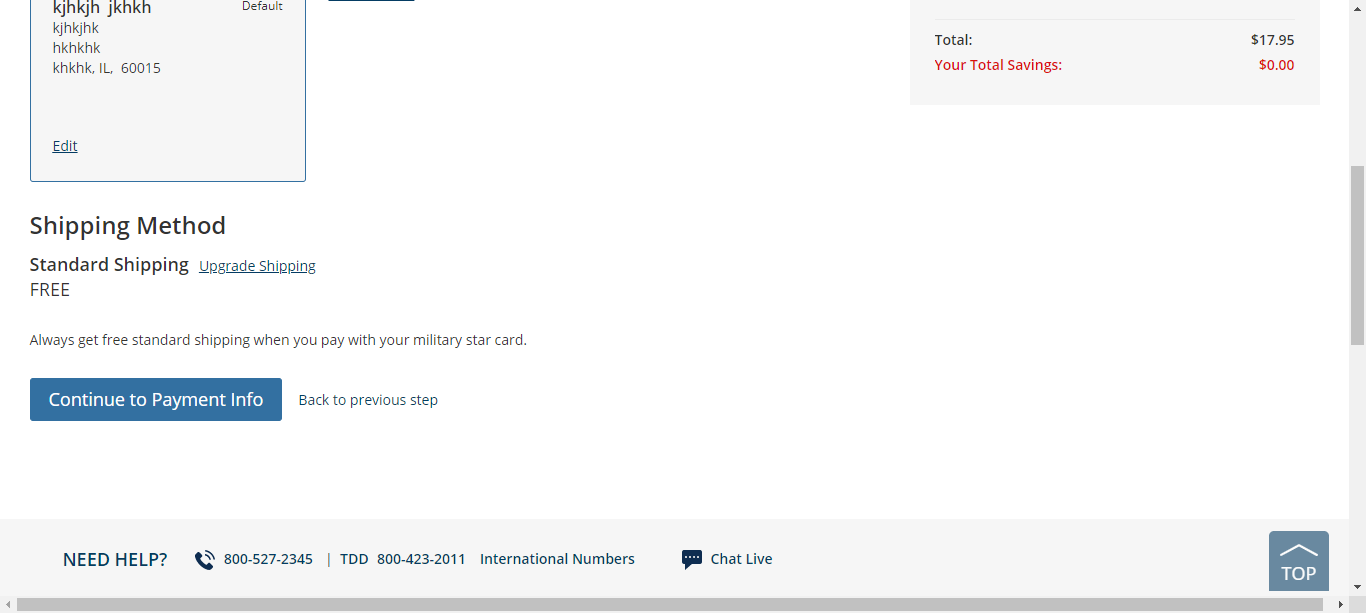 kjhkjh jkhkh Default
kjhkjhk
hkhkhk
khkhk, IL, 60015
Edit
Total: $17.95
Your Total Savings: $0.00
Shipping Method
Standard Shipping Upgrade Shipping
FREE
Always get free standard shipping when you pay with your military star card.
Continue to Payment Info Back to previous step
NEED HELP? 800-527-2345 | TDD 800-423-2011 International Numbers Chat Live
TOP